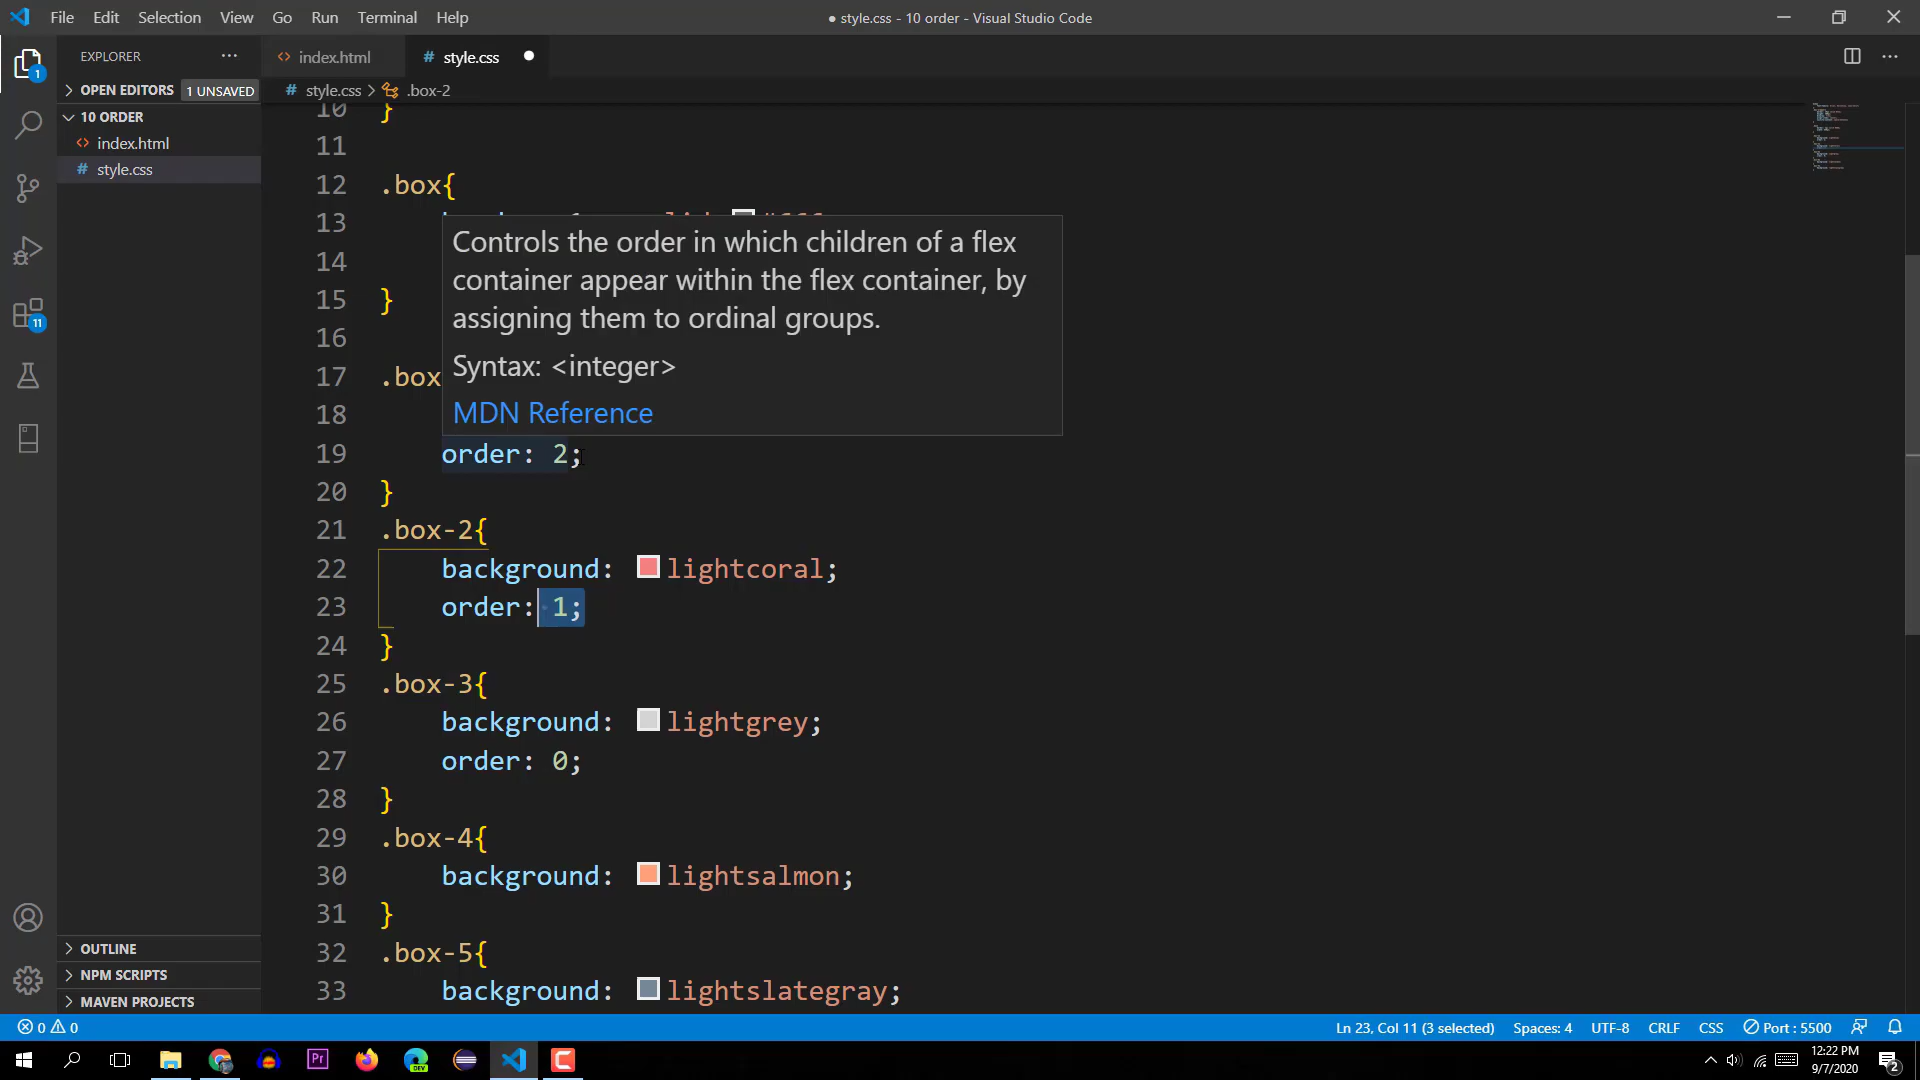 File Edit Selection View Go Run Terminal Help
● style.css - 10 order - Visual Studio Code
EXPLORER
index.html
# style.css
OPEN EDITORS 1 UNSAVED
# style.css > .box-2
10 }
10 ORDER
index.html
# style.css
11
12 .box{
13
14
15 }
16
17 .box
18
Controls the order in which children of a flex
container appear within the flex container, by
assigning them to ordinal groups.
Syntax: <integer>
MDN Reference
19 order: 2;
20 }
21 .box-2{
22 background: lightcoral;
23 order: 1;
24 }
25 .box-3{
26 background: lightgrey;
27 order: 0;
28 }
29 .box-4{
30 background: lightsalmon;
31 }
32 .box-5{
33 background: lightslategray;
1
11
OUTLINE
NPM SCRIPTS
MAVEN PROJECTS
0 0
Ln 23, Col 11 (3 selected) Spaces: 4 UTF-8 CRLF CSS Port : 5500
Pr
DEV
12:22 PM
9/7/2020
2